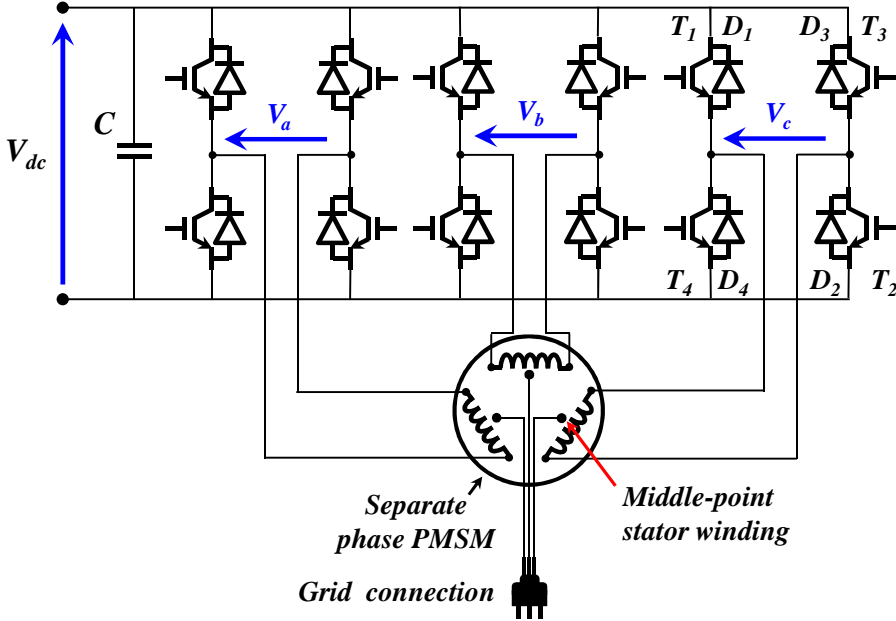 T1 D1 D3 T3
Va Vb Vc
C
Vdc
T4 D4 D2 T2
Separate
phase PMSM
Middle-point
stator winding
Grid connection